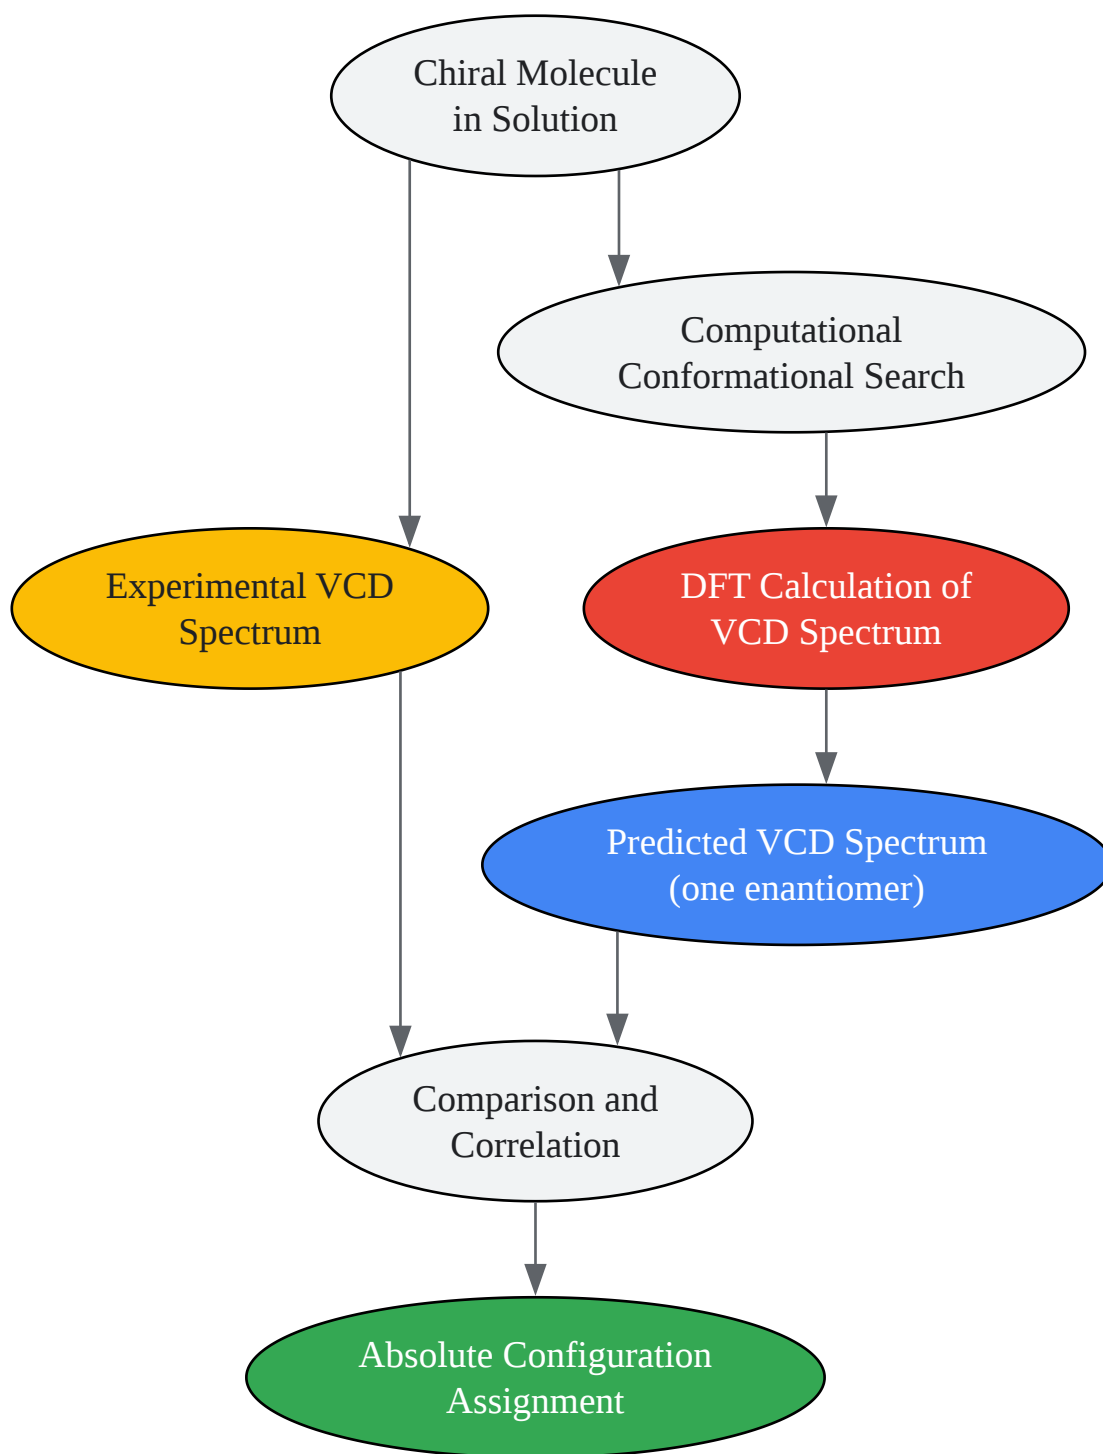 Chiral Molecule
in Solution
Computational
Conformational Search
Experimental VCD
Spectrum
DFT Calculation of
VCD Spectrum
Predicted VCD Spectrum
(one enantiomer)
Comparison and
Correlation
Absolute Configuration
Assignment